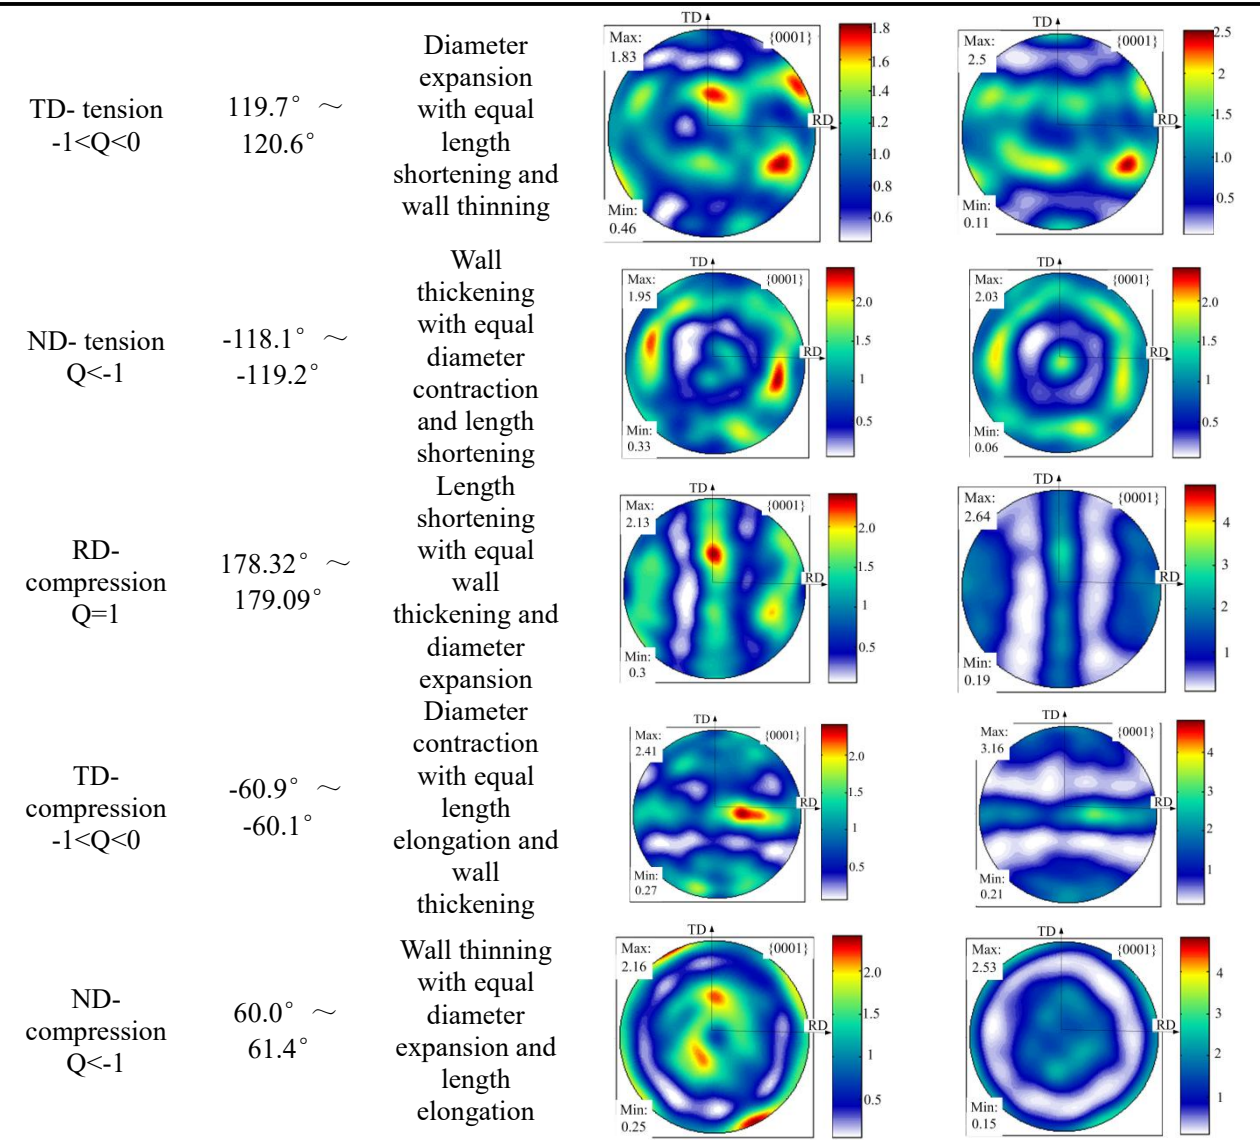 TD- tension
-1<Q<0
119.7° ～
120.6°
Diameter
expansion
with equal
length
shortening and
wall thinning
TD
Max:
1.83
{0001}
RD
Min:
0.46
1.8
1.6
1.4
1.2
1.0
0.8
0.6
TD
Max:
2.5
{0001}
RD
Min:
0.11
2.5
2
1.5
1.0
0.5
ND- tension
Q<-1
-118.1° ～
-119.2°
Wall
thickening
with equal
diameter
contraction
and length
shortening
TD
Max:
1.95
{0001}
RD
Min:
0.33
2.0
1.5
1
0.5
TD
Max:
2.03
{0001}
RD
Min:
0.06
2.0
1.5
1
0.5
RD-
compression
Q=1
178.32° ～
179.09°
Length
shortening
with equal
wall
thickening and
diameter
expansion
TD
Max:
2.13
{0001}
RD
Min:
0.3
2.0
1.5
1
0.5
TD
Max:
2.64
{0001}
RD
Min:
0.19
4
3
2
1
TD-
compression
-1<Q<0
-60.9° ～
-60.1°
Diameter
contraction
with equal
length
elongation and
wall
thickening
TD
Max:
2.41
{0001}
RD
Min:
0.27
2.0
1.5
1
0.5
TD
Max:
3.16
{0001}
RD
Min:
0.21
4
3
2
1
ND-
compression
Q<-1
60.0° ～
61.4°
Wall thinning
with equal
diameter
expansion and
length
elongation
TD
Max:
2.16
{0001}
RD
Min:
0.25
2.0
1.5
1
0.5
TD
Max:
2.53
{0001}
RD
Min:
0.15
4
3
2
1